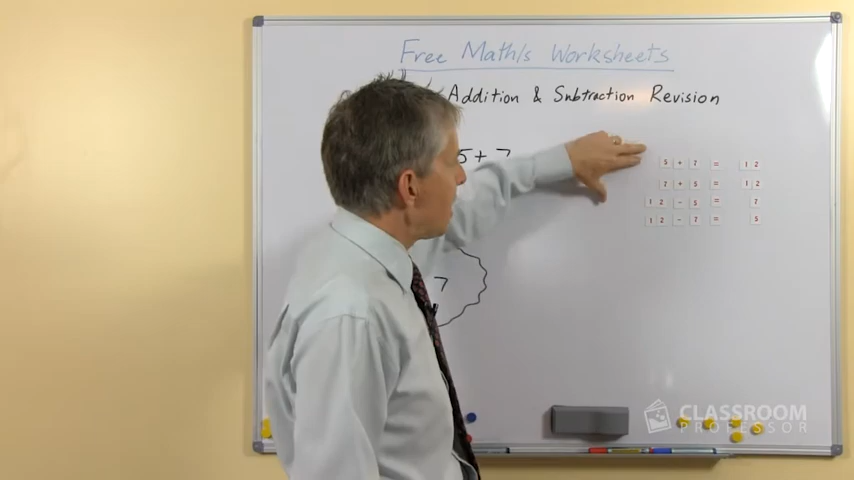 Free Math/s Worksheets
Addition & Subtraction Revision
5 + 7
5 + 7 = 12
7 + 5 = 12
12 - 5 = 7
12 - 7 = 5
7
CLASSROOM
PROFESSOR